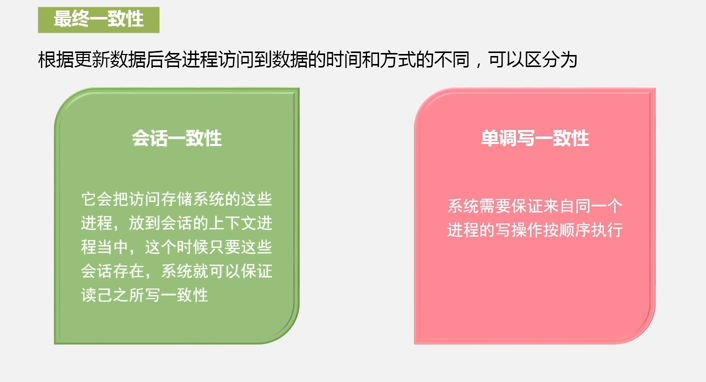 最终一致性
根据更新数据后各进程访问到数据的时间和方式的不同，可以区分为
会话一致性
它会把访问存储系统的这些
进程，放到会话的上下文进
程当中，这个时候只要这些
会话存在，系统就可以保证
读己之所写一致性
单调写一致性
系统需要保证来自同一个
进程的写操作按顺序执行